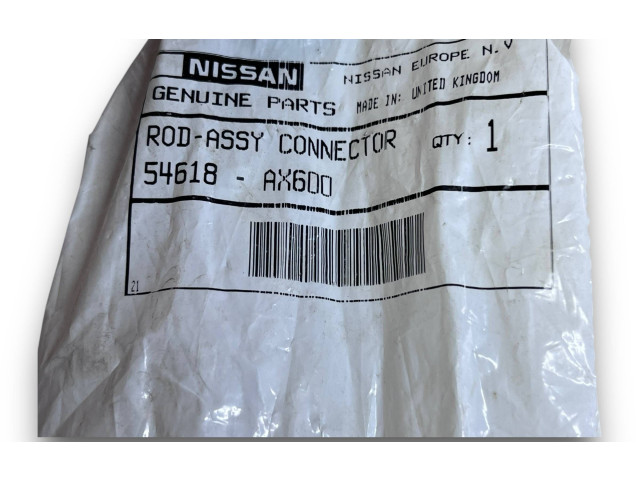 NISSAN
NISSAN EUROPE N.V
GENUINE PARTS
MADE IN: UNITED KINGDOM
ROD-ASSY CONNECTOR QTY: 1
54618 - AX600
21